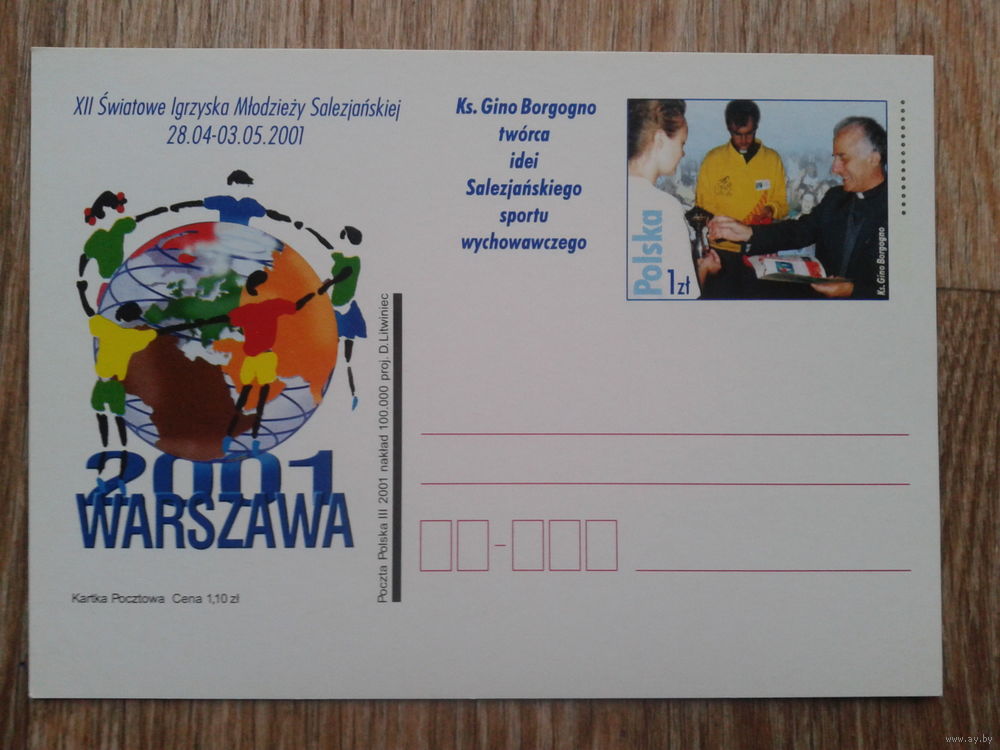 XII Światowe Igrzyska Młodzieży Salezjańskiej
28.04-03.05.2001
2001
WARSZAWA
Kartka Pocztowa Cena 1,10 zł
Poczta Polska III 2001 nakład 100.000 proj. D.Litwiniec
Ks. Gino Borgogno
twórca
idei
Salezjańskiego
sportu
wychowawczego
Polska
1 zł
Ks. Gino Borgogno
www.ay.by